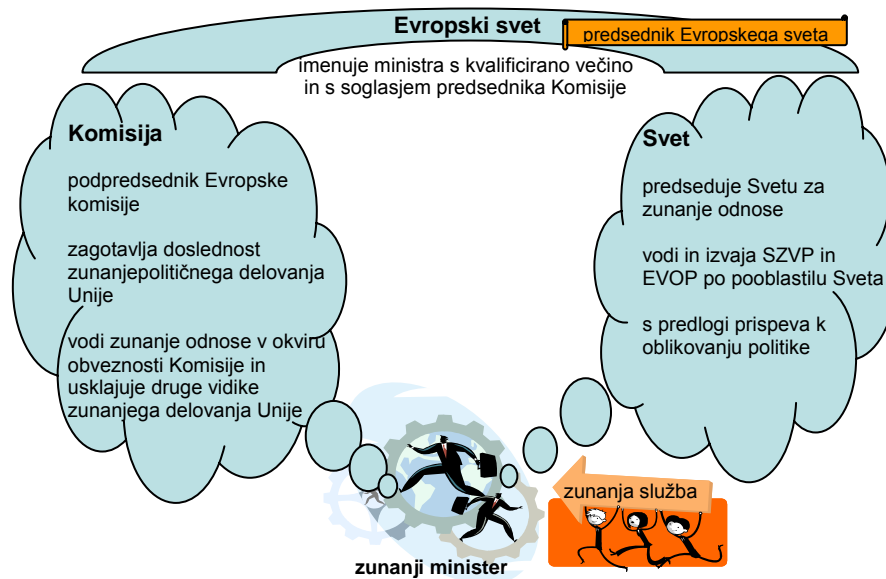 Evropski svet
predsednik Evropskega sveta
imenuje ministra s kvalificirano večino
in s soglasjem predsednika Komisije
Komisija
podpredsednik Evropske
komisije
zagotavlja doslednost
zunanjepolitičnega delovanja
Unije
vodi zunanje odnose v okviru
obveznosti Komisije in
usklajuje druge vidike
zunanjega delovanja Unije
Svet
predseduje Svetu za
zunanje odnose
vodi in izvaja SZVP in
EVOP po pooblastilu Sveta
s predlogi prispeva k
oblikovanju politike
zunanja služba
zunanji minister